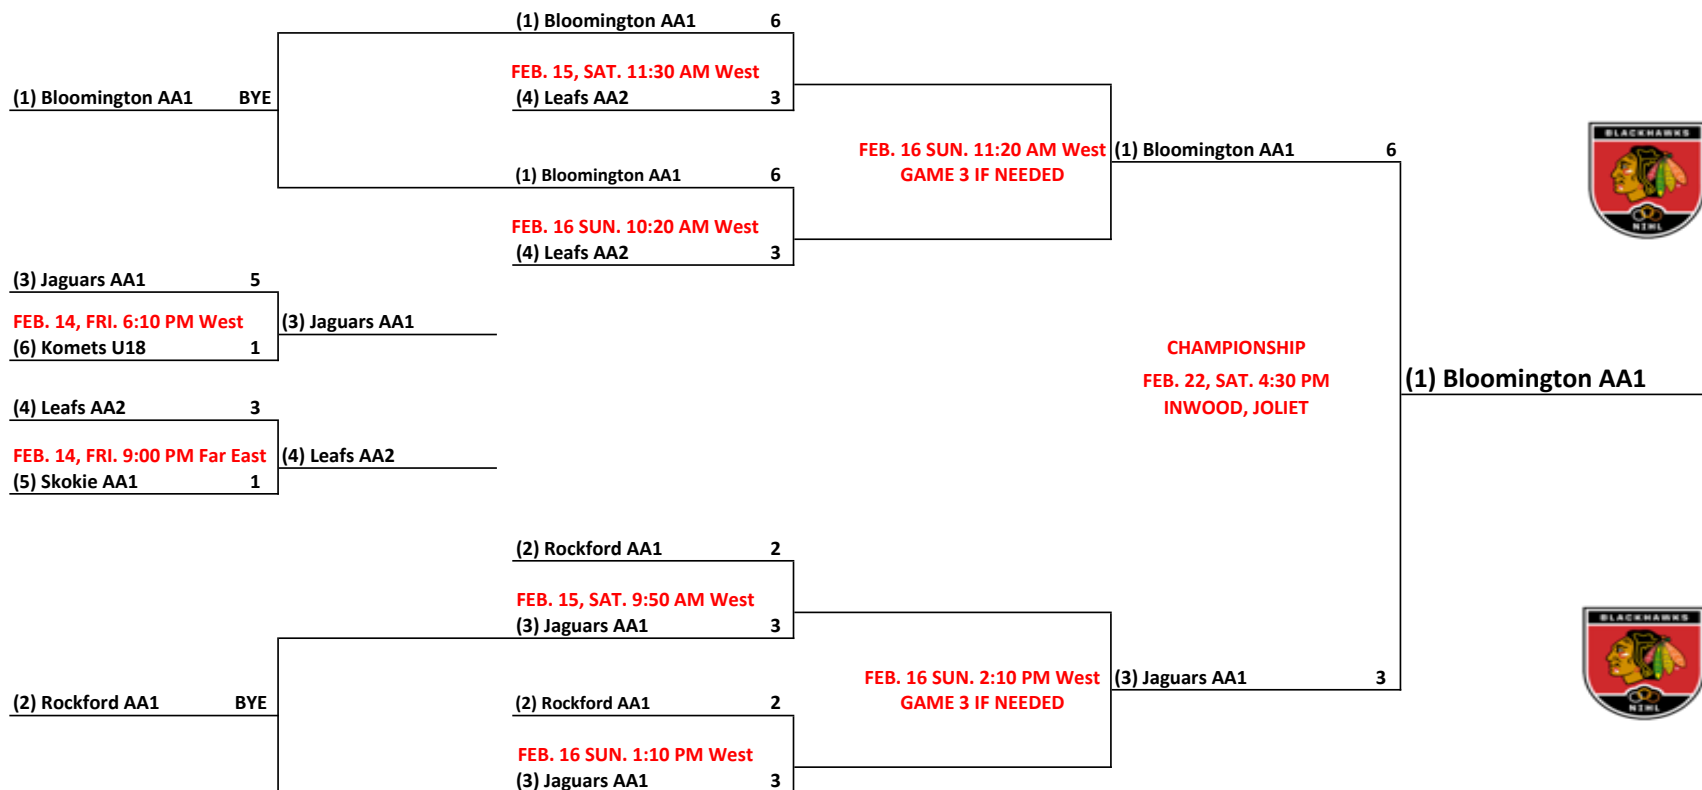 (1) Bloomington AA1 6
FEB. 15, SAT. 11:30 AM West
(1) Bloomington AA1 BYE
(4) Leafs AA2 3
FEB. 16 SUN. 11:20 AM West
(1) Bloomington AA1 6
GAME 3 IF NEEDED
(1) Bloomington AA1 6
FEB. 16 SUN. 10:20 AM West
(4) Leafs AA2 3
(3) Jaguars AA1 5
FEB. 14, FRI. 6:10 PM West
(3) Jaguars AA1
(6) Komets U18 1
CHAMPIONSHIP
FEB. 22, SAT. 4:30 PM
INWOOD, JOLIET
(1) Bloomington AA1
(4) Leafs AA2 3
FEB. 14, FRI. 9:00 PM Far East
(4) Leafs AA2
(5) Skokie AA1 1
(2) Rockford AA1 2
FEB. 15, SAT. 9:50 AM West
(3) Jaguars AA1 3
FEB. 16 SUN. 2:10 PM West
(3) Jaguars AA1 3
GAME 3 IF NEEDED
(2) Rockford AA1 BYE
(2) Rockford AA1 2
FEB. 16 SUN. 1:10 PM West
(3) Jaguars AA1 3
BLACKHAWKS
NIHL
BLACKHAWKS
NIHL